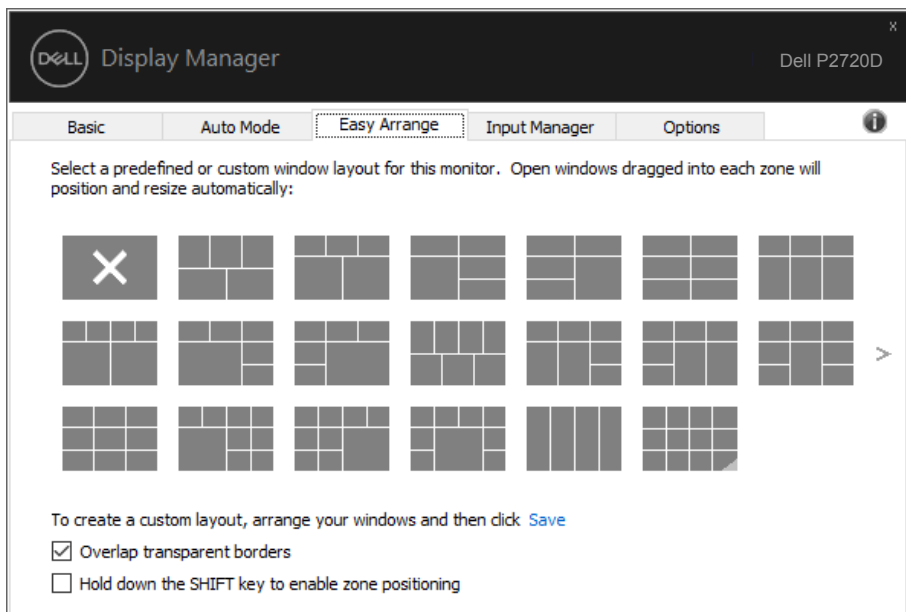 x
DELL
Display Manager
Dell P2720D
Basic
Auto Mode
Easy Arrange
Input Manager
Options
Select a predefined or custom window layout for this monitor. Open windows dragged into each zone will
position and resize automatically:
To create a custom layout, arrange your windows and then click Save
Overlap transparent borders
Hold down the SHIFT key to enable zone positioning